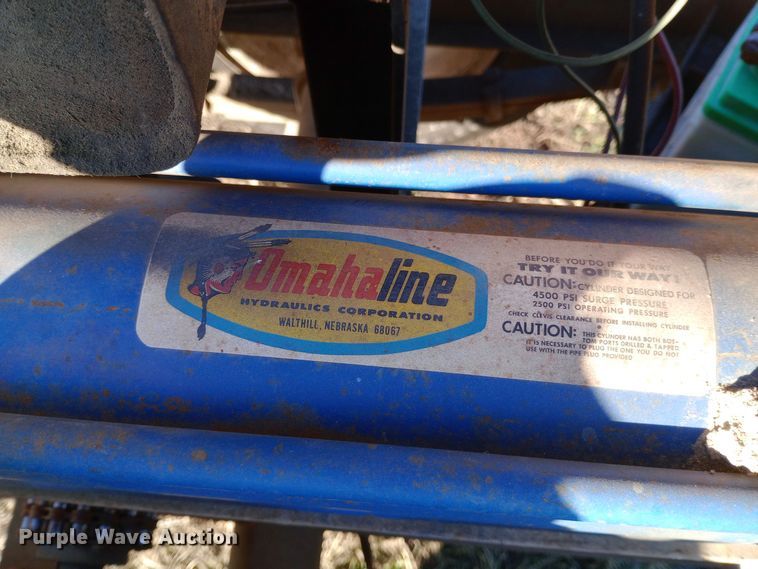 Omahaline
HYDRAULICS CORPORATION
WALTHILL, NEBRASKA 68067
BEFORE YOU DO IT YOUR WAY
TRY IT OUR WAY
CAUTION: CYLINDER DESIGNED FOR
4500 PSI SURGE PRESSURE
2500 PSI OPERATING PRESSURE
CHECK CLEVIS CLEARANCE BEFORE INSTALLING CYLINDER
CAUTION: THIS CYLINDER HAS BOTH BOS-
TOM PORTS DRILLED & TAPPED
IT IS NECESSARY TO PLUG THE ONE YOU DO NOT
USE WITH THE PIPE PLUG PROVIDED
Purple Wave Auction